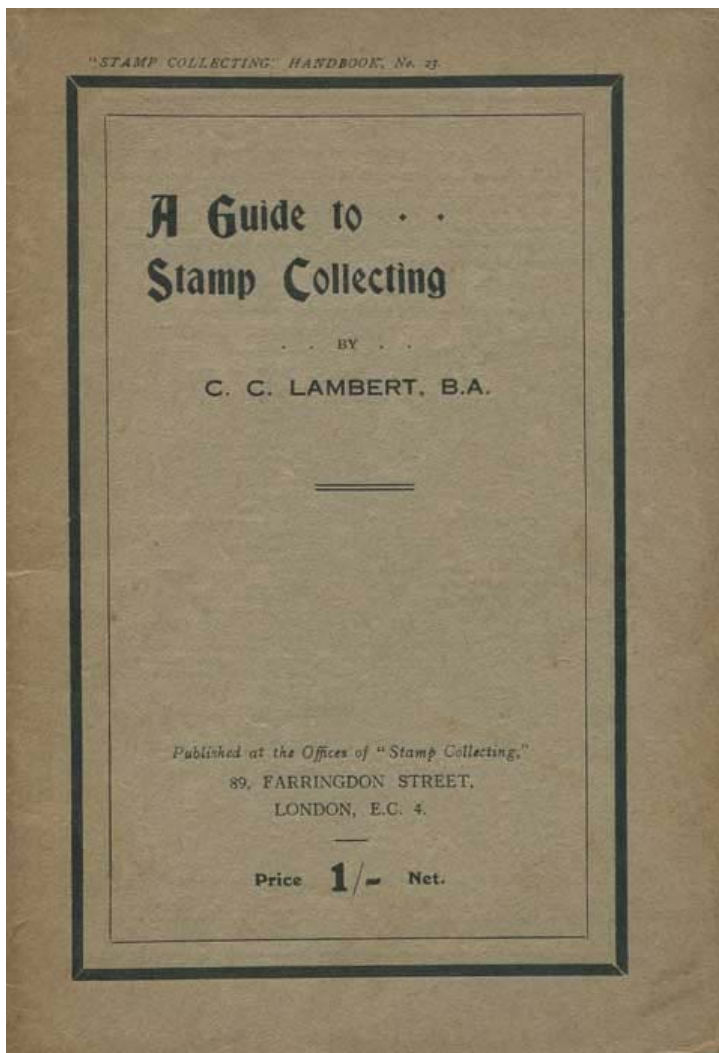 "STAMP COLLECTING" HANDBOOK, No. 23.
A Guide to . .
Stamp Collecting
. . BY . .
C. C. LAMBERT, B.A.
Published at the Offices of "Stamp Collecting,"
89, FARRINGDON STREET,
LONDON, E.C. 4.
Price 1/- Net.